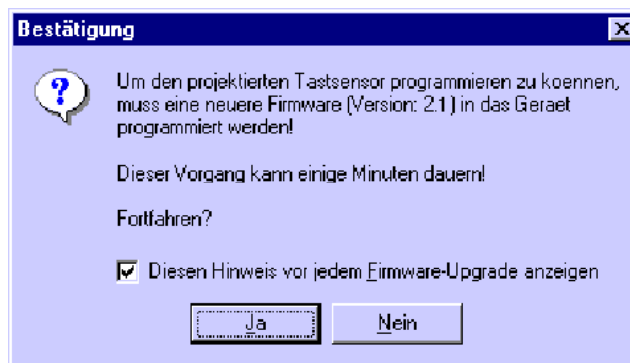 Bestätigung
Um den projektierten Tastsensor programmieren zu koennen,
muss eine neuere Firmware (Version: 2.1) in das Geraet
programmiert werden!
Dieser Vorgang kann einige Minuten dauern!
Fortfahren?
Diesen Hinweis vor jedem Firmware-Upgrade anzeigen
Ja
Nein